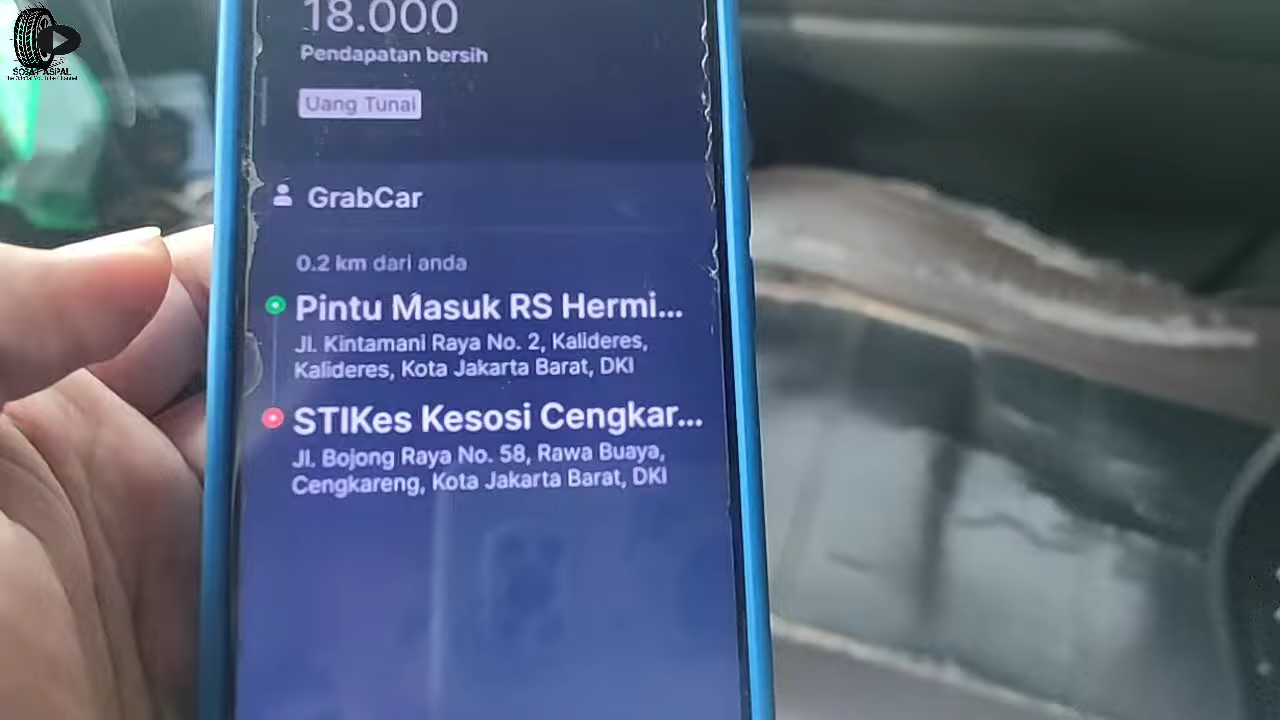 18.000
Pendapatan bersih
Uang Tunai
GrabCar
0.2 km dari anda
Pintu Masuk RS Hermi...
Jl. Kintamani Raya No. 2, Kalideres,
Kalideres, Kota Jakarta Barat, DKI
STIKes Kesosi Cengkar...
Jl. Bojong Raya No. 58, Rawa Buaya,
Cengkareng, Kota Jakarta Barat, DKI